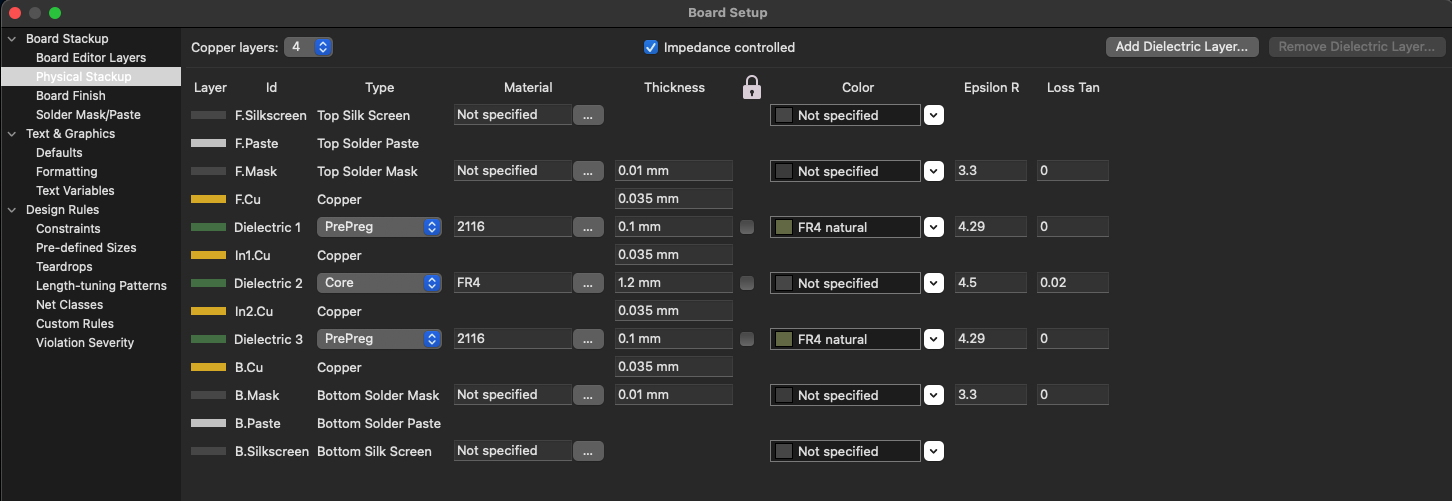 Board Setup
Board Stackup
Board Editor Layers
Physical Stackup
Board Finish
Solder Mask/Paste
Text & Graphics
Defaults
Formatting
Text Variables
Design Rules
Constraints
Pre-defined Sizes
Teardrops
Length-tuning Patterns
Net Classes
Custom Rules
Violation Severity
Copper layers: 4 Impedance controlled Add Dielectric Layer... Remove Dielectric Layer...
Layer Id Type Material Thickness Color Epsilon R Loss Tan
F.Silkscreen Top Silk Screen Not specified ... Not specified
F.Paste Top Solder Paste
F.Mask Top Solder Mask Not specified ... 0.01 mm Not specified 3.3 0
F.Cu Copper 0.035 mm
Dielectric 1 PrePreg 2116 ... 0.1 mm FR4 natural 4.29 0
In1.Cu Copper 0.035 mm
Dielectric 2 Core FR4 ... 1.2 mm Not specified 4.5 0.02
In2.Cu Copper 0.035 mm
Dielectric 3 PrePreg 2116 ... 0.1 mm FR4 natural 4.29 0
B.Cu Copper 0.035 mm
B.Mask Bottom Solder Mask Not specified ... 0.01 mm Not specified 3.3 0
B.Paste Bottom Solder Paste
B.Silkscreen Bottom Silk Screen Not specified ... Not specified